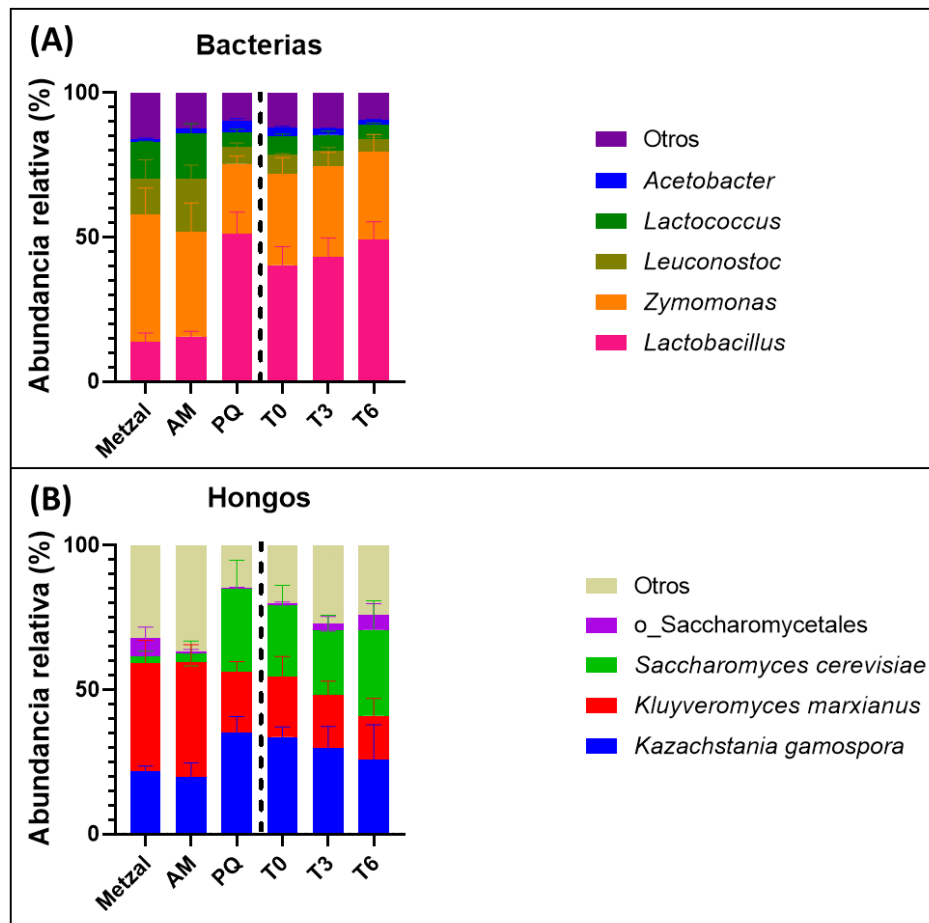 (A)
Bacterias
Abundancia relativa (%)
100
50
0
Metzal
AM
PQ
T0
T3
T6
Otros
Acetobacter
Lactococcus
Leuconostoc
Zymomonas
Lactobacillus
(B)
Hongos
Abundancia relativa (%)
100
50
0
Metzal
AM
PQ
T0
T3
T6
Otros
o_Saccharomycetales
Saccharomyces cerevisiae
Kluyveromyces marxianus
Kazachstania gamospora